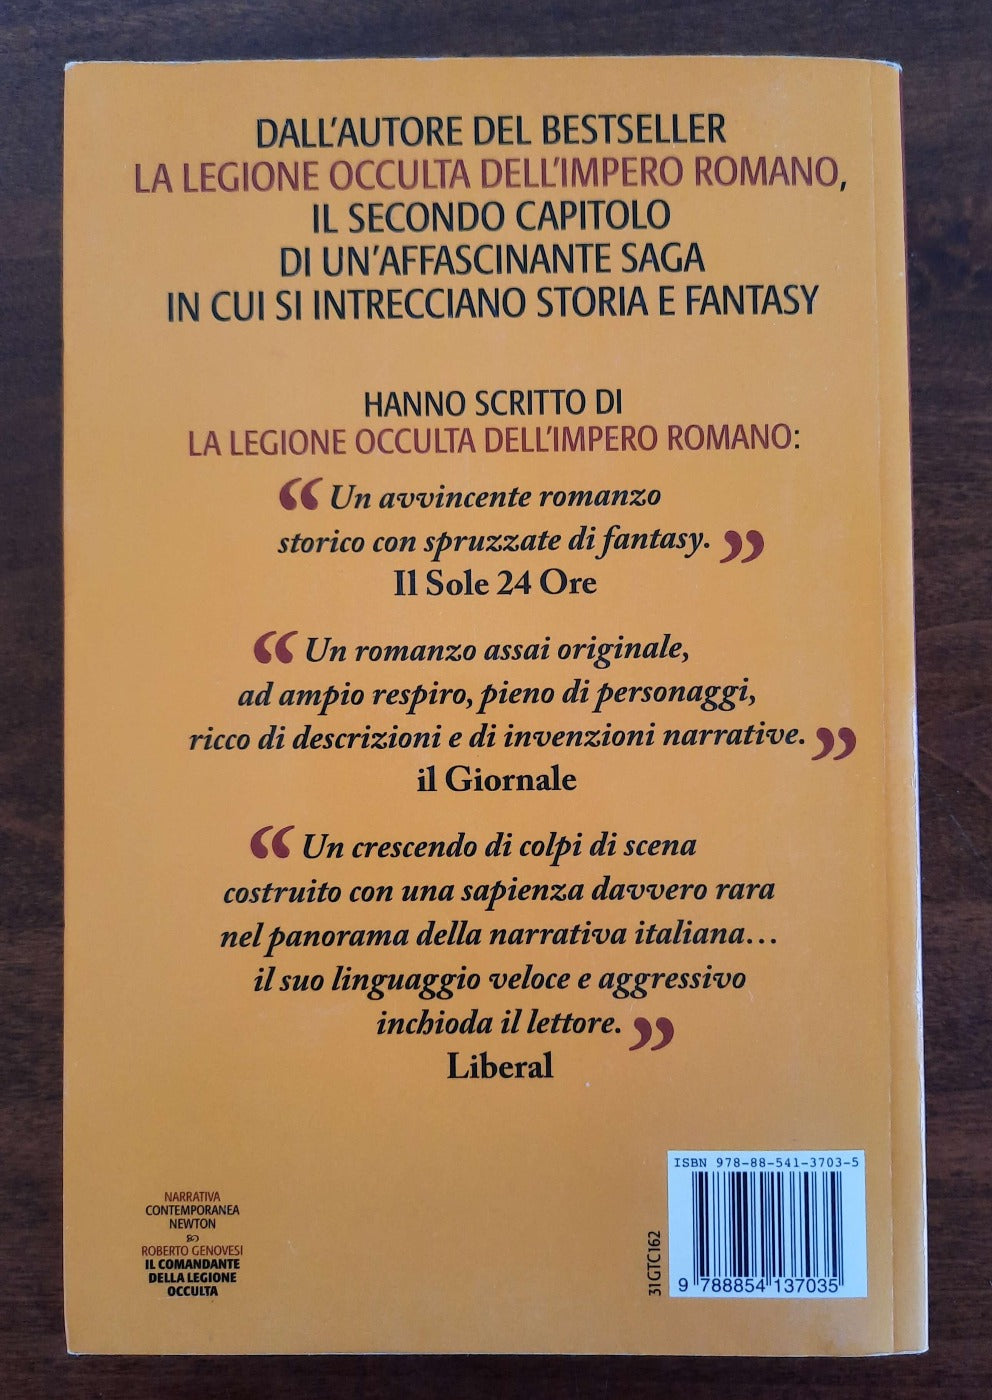 DALL'AUTORE DEL BESTSELLER
LA LEGIONE OCCULTA DELL'IMPERO ROMANO,
IL SECONDO CAPITOLO
DI UN'AFFASCINANTE SAGA
IN CUI SI INTRECCIANO STORIA E FANTASY
HANNO SCRITTO DI
LA LEGIONE OCCULTA DELL'IMPERO ROMANO:
“Un avvincente romanzo
storico con spruzzate di fantasy.”
Il Sole 24 Ore
“Un romanzo assai originale,
ad ampio respiro, pieno di personaggi,
ricco di descrizioni e di invenzioni narrative.”
il Giornale
“Un crescendo di colpi di scena
costruito con una sapienza davvero rara
nel panorama della narrativa italiana…
il suo linguaggio veloce e aggressivo
inchioda il lettore.”
Liberal
NARRATIVA
CONTEMPORANEA
NEWTON
ROBERTO GENOVESI
IL COMANDANTE
DELLA LEGIONE
OCCULTA
31GTC162
ISBN 978-88-541-3703-5
9 788854 137035